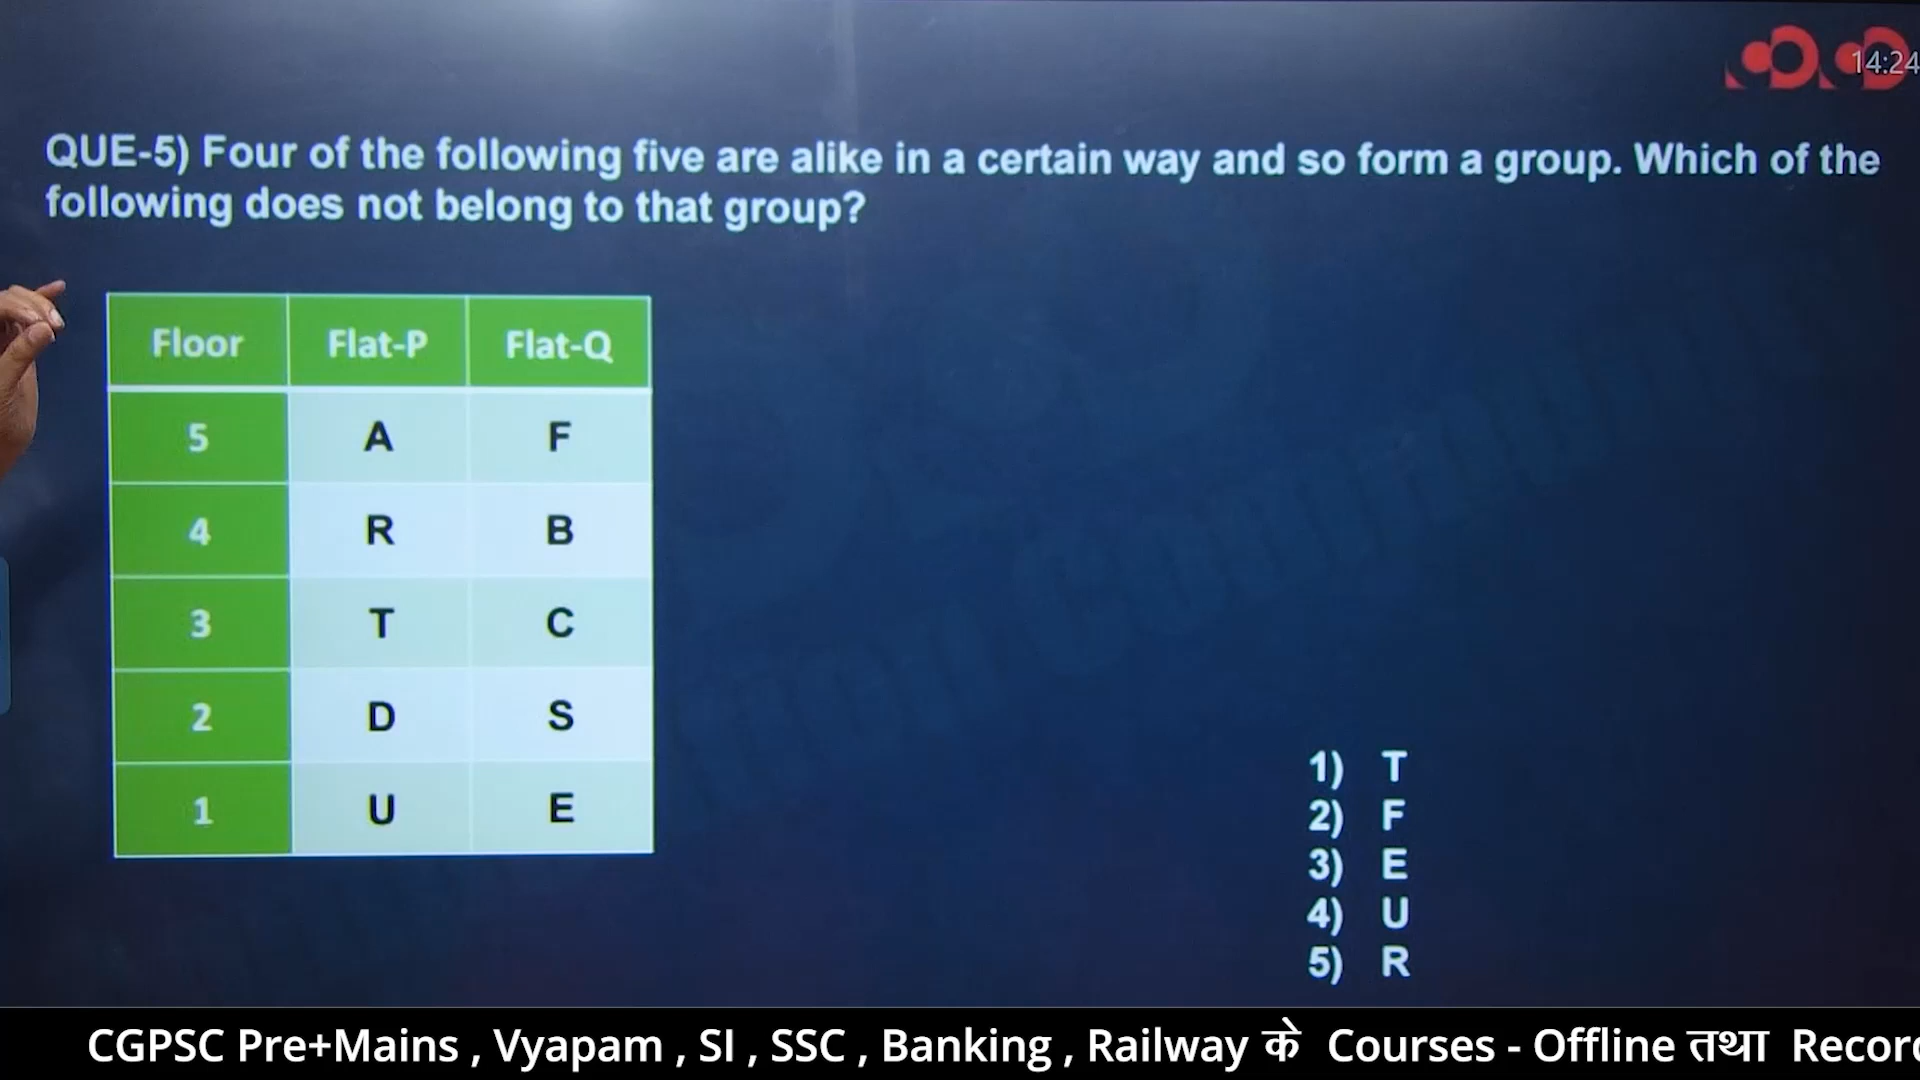 14:24
QUE-5) Four of the following five are alike in a certain way and so form a group. Which of the
following does not belong to that group?
Floor Flat-P Flat-Q
5 A F
4 R B
3 T C
2 D S
1 U E
1) T
2) F
3) E
4) U
5) R
CGPSC Pre+Mains , Vyapam , SI , SSC , Banking , Railway के Courses - Offline तथा